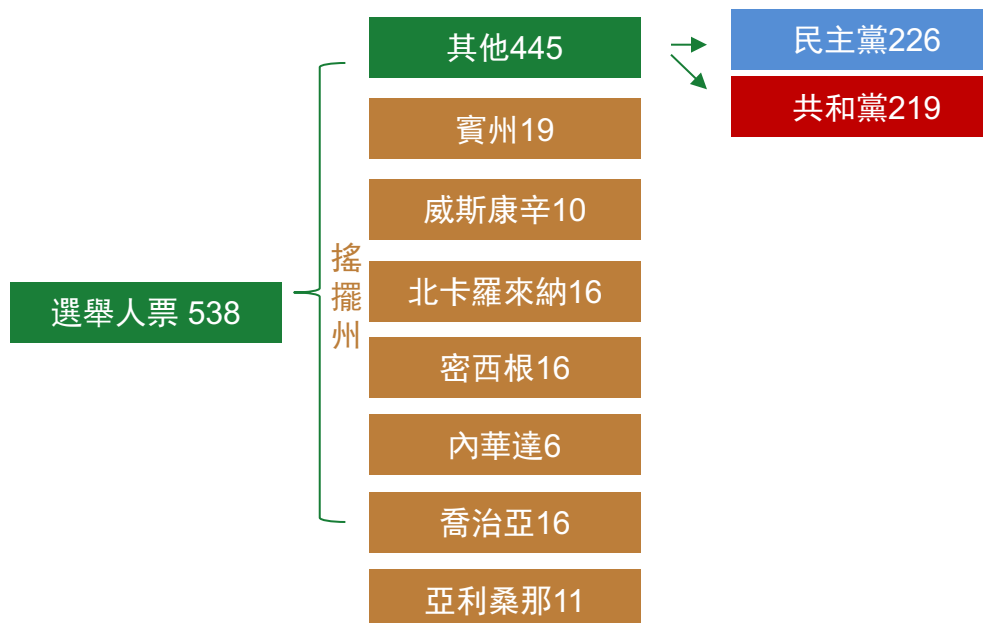 其他445
民主黨226
共和黨219
賓州19
威斯康辛10
搖擺州
北卡羅來納16
選舉人票 538
密西根16
內華達6
喬治亞16
亞利桑那11